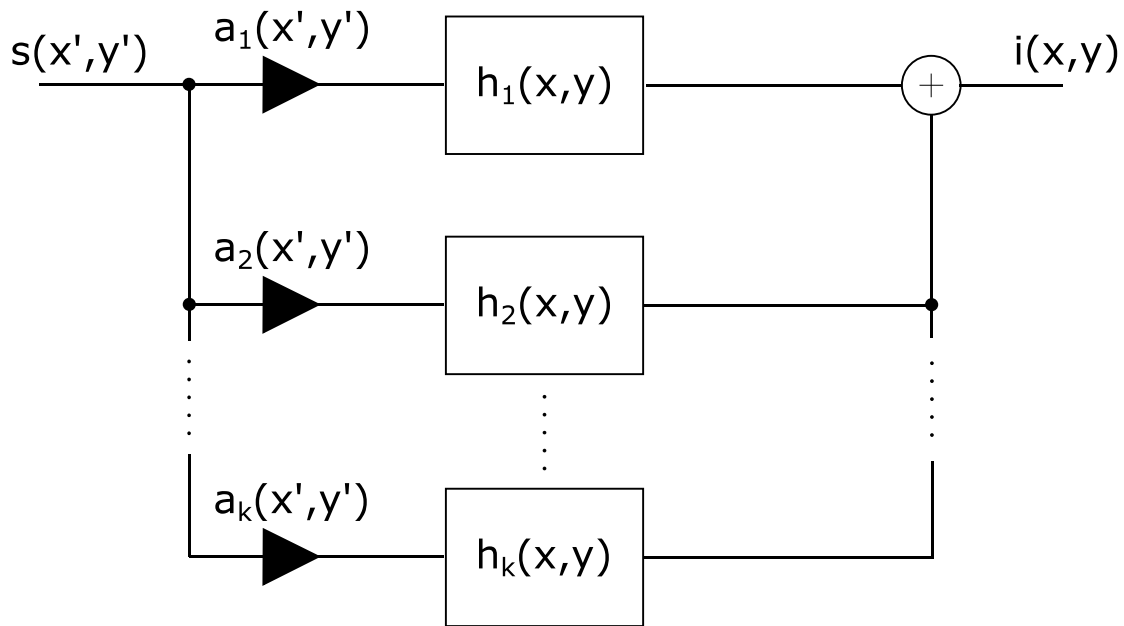 s(x',y')
a₁(x',y')
h₁(x,y)
+
i(x,y)
a₂(x',y')
h₂(x,y)
aₖ(x',y')
hₖ(x,y)